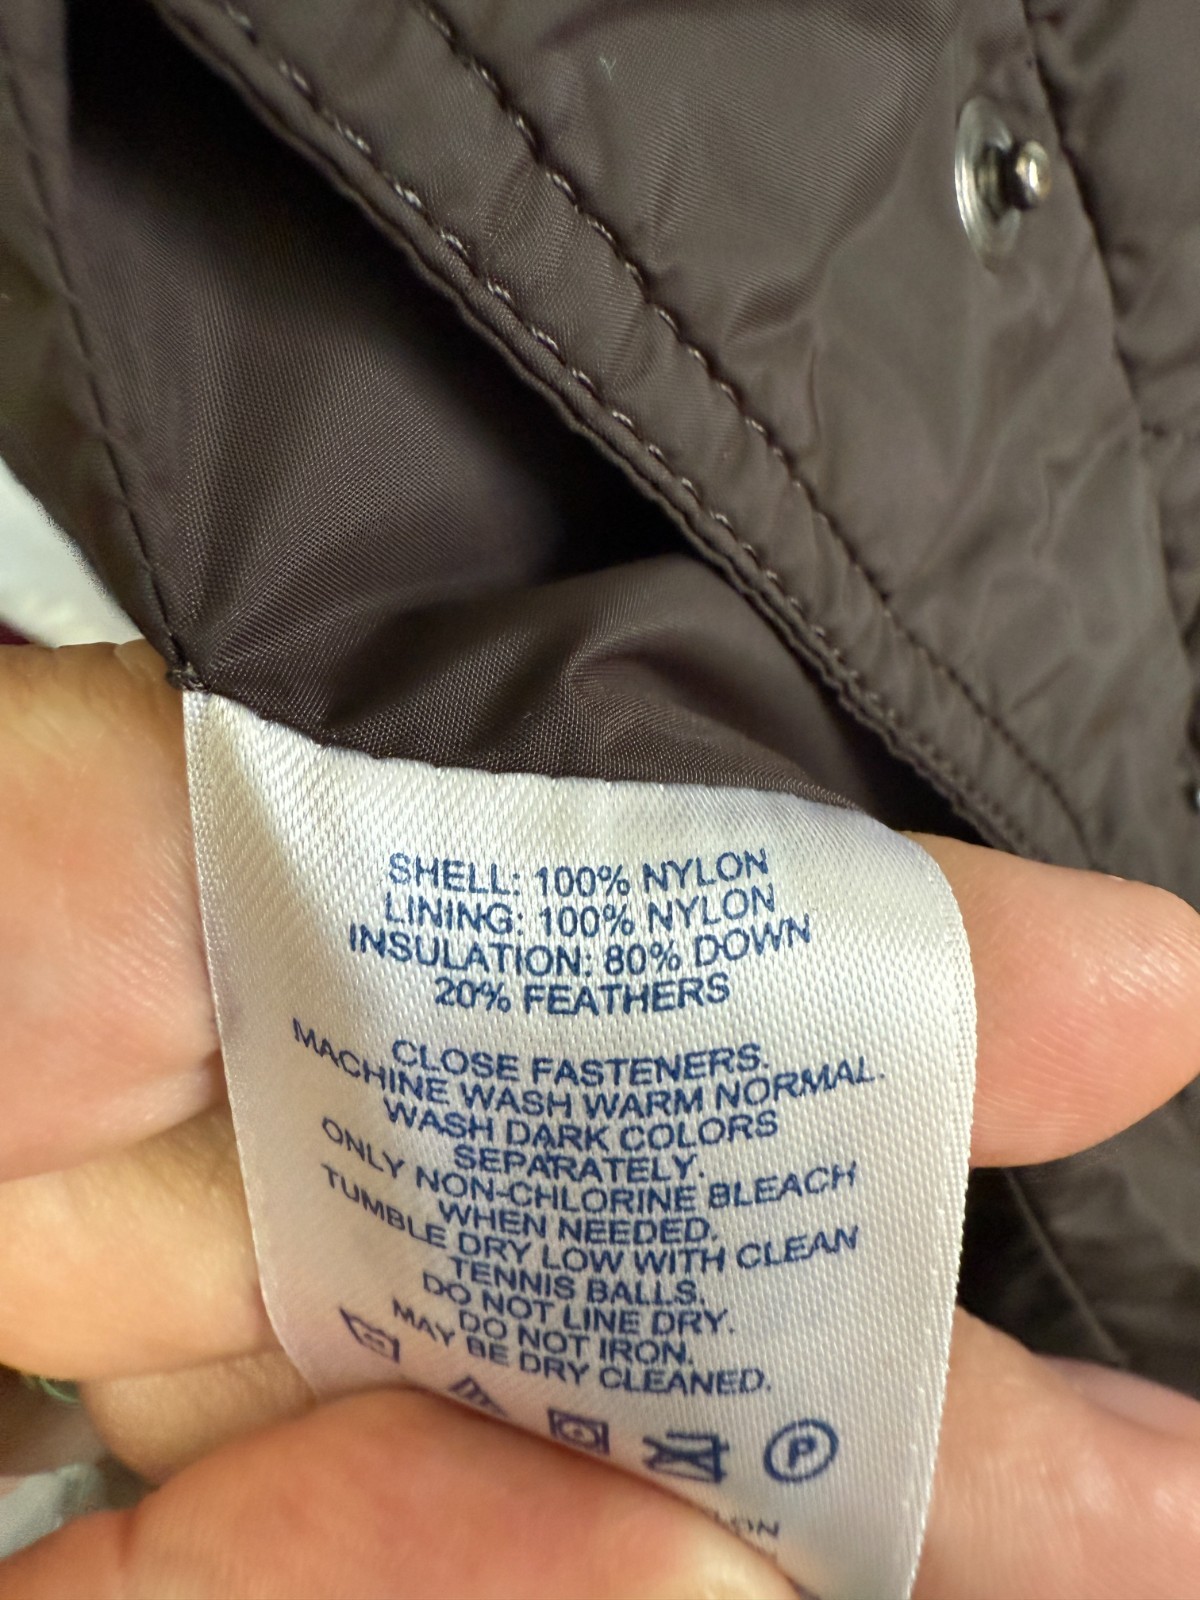 SHELL: 100% NYLON
LINING: 100% NYLON
INSULATION: 80% DOWN
20% FEATHERS
CLOSE FASTENERS.
MACHINE WASH WARM NORMAL.
WASH DARK COLORS
SEPARATELY.
ONLY NON-CHLORINE BLEACH
WHEN NEEDED.
TUMBLE DRY LOW WITH CLEAN
TENNIS BALLS.
DO NOT LINE DRY.
DO NOT IRON.
MAY BE DRY CLEANED.
P